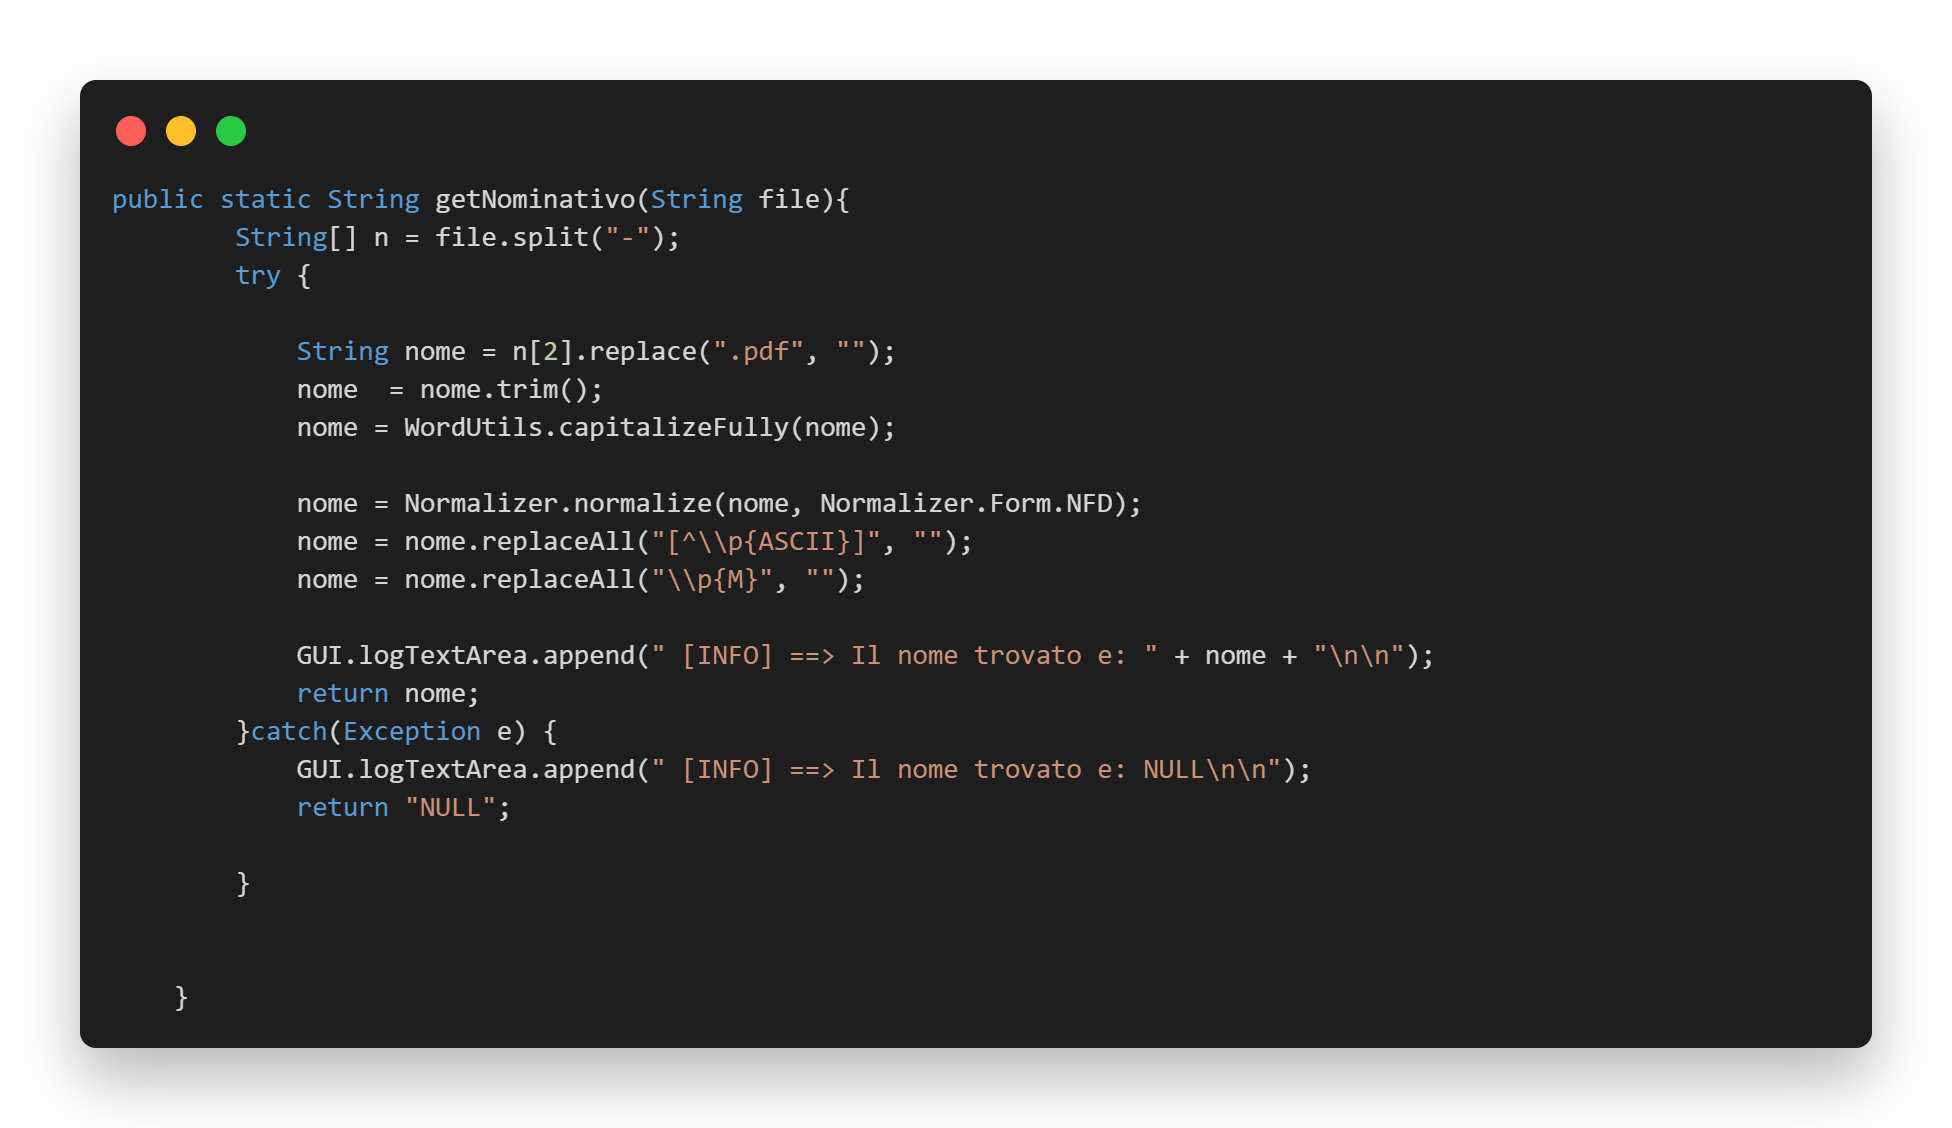 public static String getNominativo(String file){
        String[] n = file.split("-");
        try {
            String nome = n[2].replace(".pdf", "");
            nome  = nome.trim();
            nome = WordUtils.capitalizeFully(nome);
            nome = Normalizer.normalize(nome, Normalizer.Form.NFD);
            nome = nome.replaceAll("[^\\p{ASCII}]", "");
            nome = nome.replaceAll("\\p{M}", "");
            GUI.logTextArea.append(" [INFO] ==> Il nome trovato e: " + nome + "\n\n");
            return nome;
        }catch(Exception e) {
            GUI.logTextArea.append(" [INFO] ==> Il nome trovato e: NULL\n\n");
            return "NULL";
        }
    }